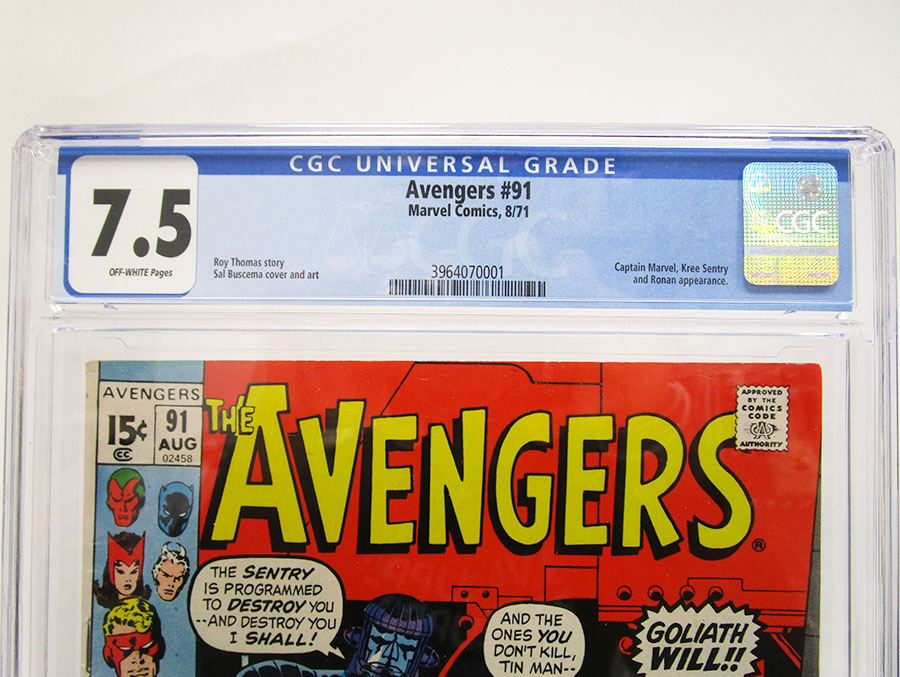 CGC UNIVERSAL GRADE
7.5
OFF-WHITE Pages
Avengers #91
Marvel Comics, 8/71
Roy Thomas story
Sal Buscema cover and art
3964070001
Captain Marvel, Kree Sentry
and Ronan appearance.
CGC
AVENGERS
15¢
CC
91
AUG
02458
THE AVENGERS
®
APPROVED
BY THE
COMICS
CODE
AUTHORITY
THE SENTRY
IS PROGRAMMED
TO DESTROY YOU
--AND DESTROY YOU
I SHALL!
AND THE
ONES YOU
DON'T KILL,
TIN MAN--
GOLIATH
WILL!!